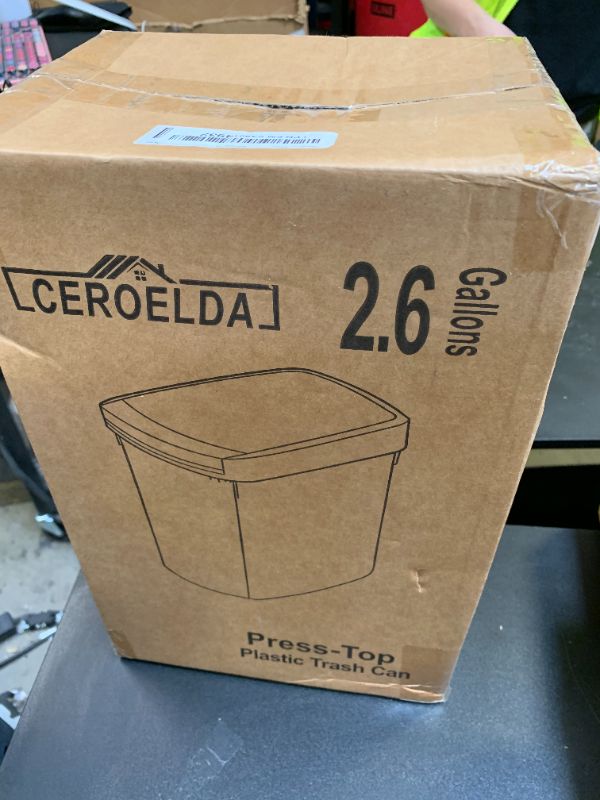 CEROELDA
2.6
Gallons
Press-Top
Plastic Trash Can